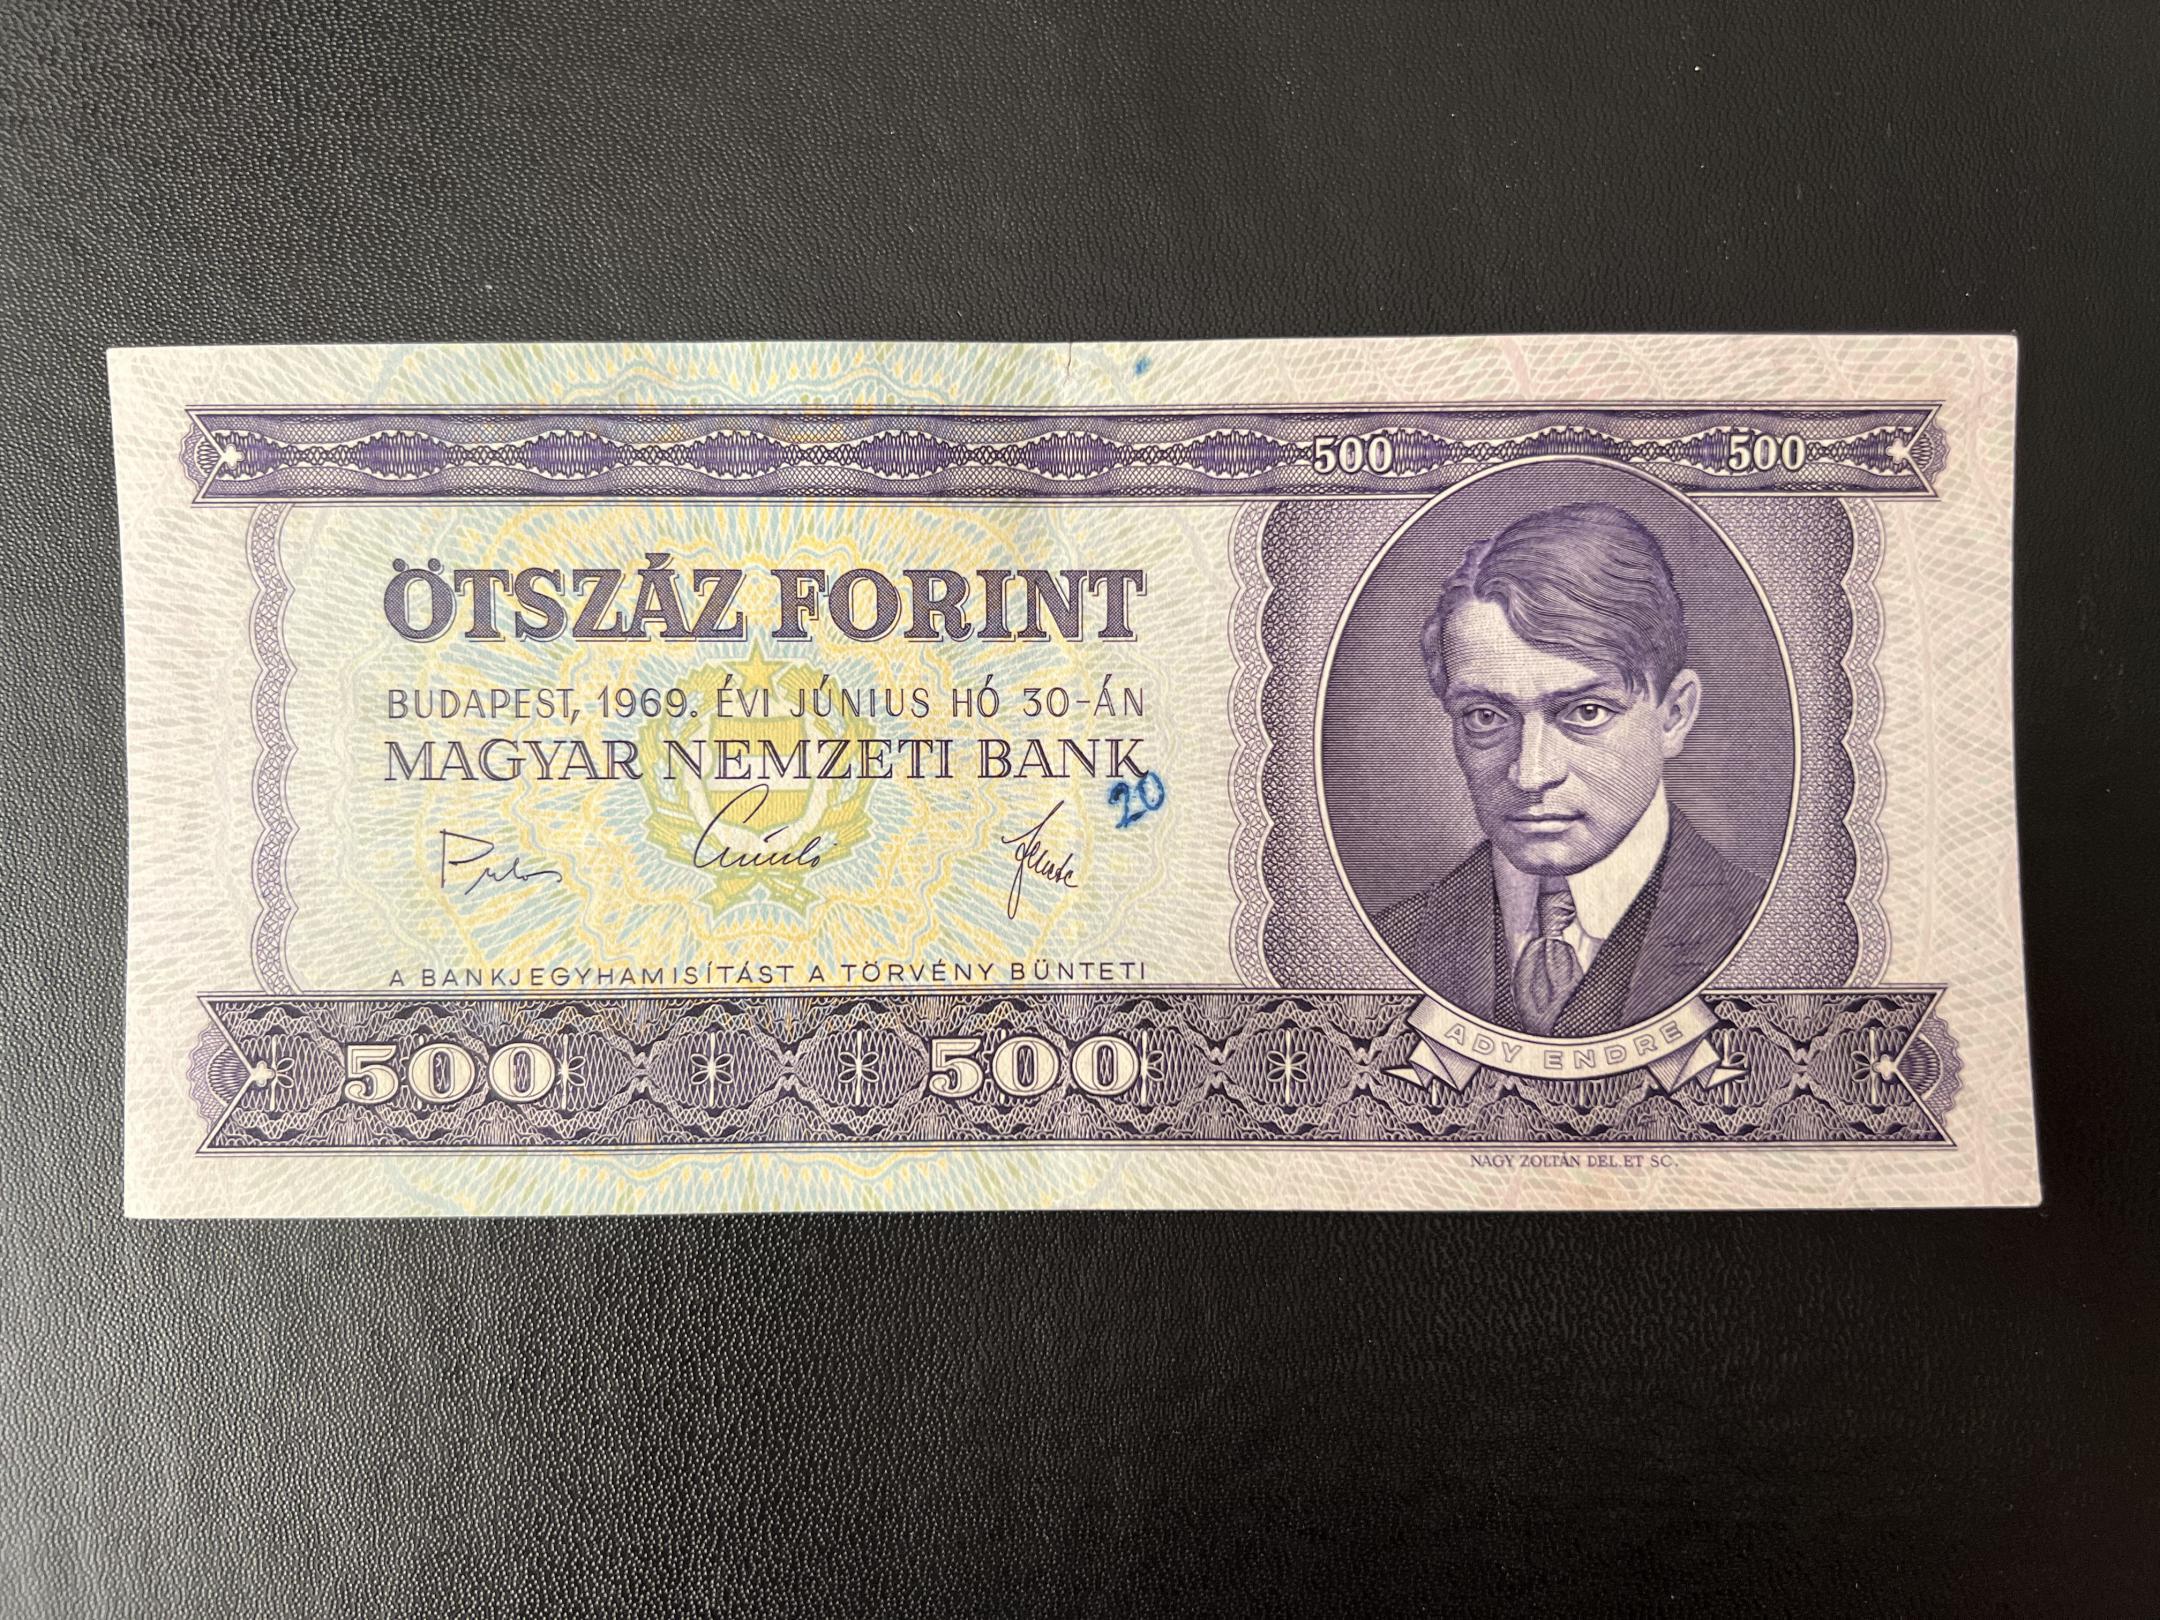 500 500
ÖTSZÁZ FORINT
BUDAPEST, 1969. ÉVI JÚNIUS HÓ 30-ÁN
MAGYAR NEMZETI BANK
20
A BANKJEGYHAMISÍTÁST A TÖRVÉNY BÜNTETI
500 500
ADY ENDRE
NAGY ZOLTÁN DEL.ET SC.